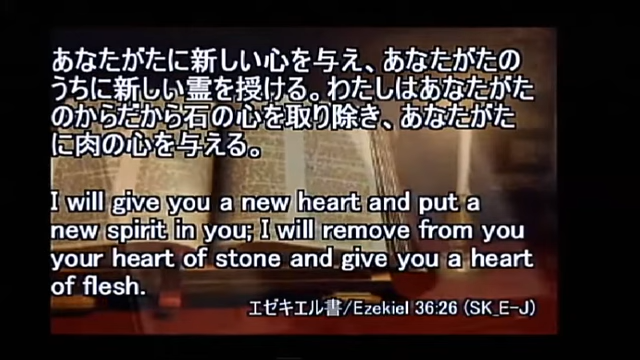 あなたがたに新しい心を与え、あなたがたの
うちに新しい霊を授ける。わたしはあなたがた
のからだから石の心を取り除き、あなたがた
に肉の心を与える。
I will give you a new heart and put a
new spirit in you; I will remove from you
your heart of stone and give you a heart
of flesh.
エゼキエル書/Ezekiel 36:26 (SK_E-J)